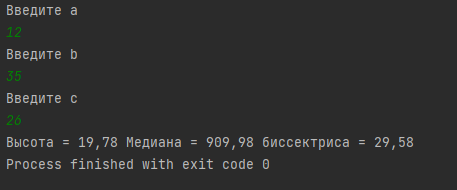 Введите a
12
Введите b
35
Введите c
26
Высота = 19,78 Медиана = 909,98 биссектриса = 29,58
Process finished with exit code 0